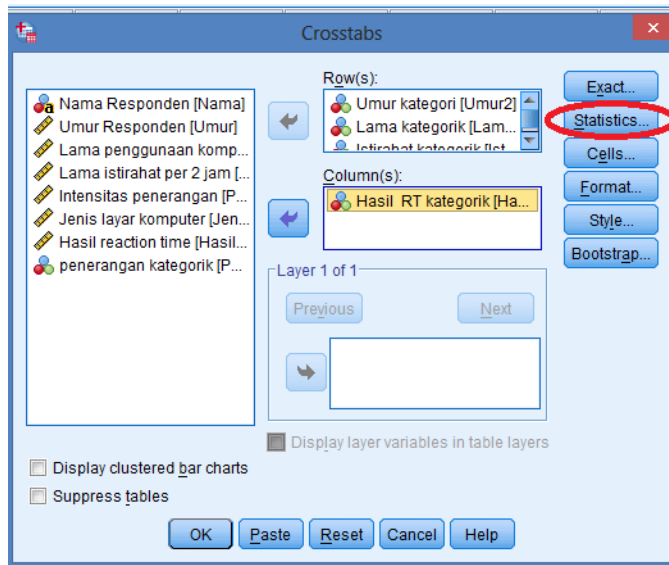 Crosstabs
Nama Responden [Nama]
Umur Responden [Umur]
Lama penggunaan komp...
Lama istirahat per 2 jam [...
Intensitas penerangan [P...
Jenis layar komputer [Jen...
Hasil reaction time [Hasil...
penerangan kategorik [P...
Row(s):
Umur kategori [Umur2]
Lama kategorik [Lam...
Istirahat kategorik [Ist...
Column(s):
Hasil RT kategorik [Ha...
Layer 1 of 1
Previous
Next
Display layer variables in table layers
Exact...
Statistics...
Cells...
Format...
Style...
Bootstrap...
Display clustered bar charts
Suppress tables
OK
Paste
Reset
Cancel
Help